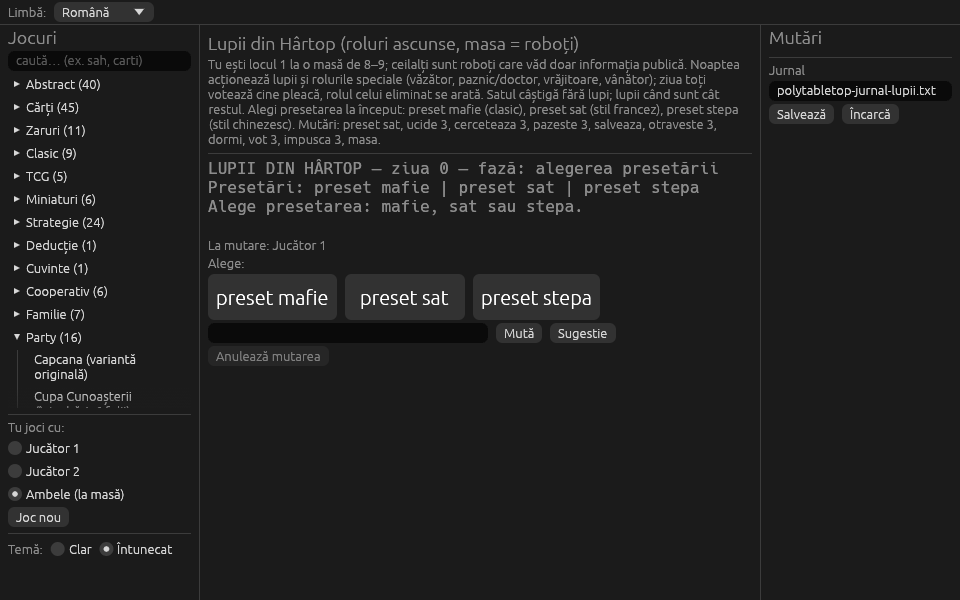 Limbă: Română
Jocuri
caută... (ex. sah, carti)
Abstract (40)
Cărți (45)
Zaruri (11)
Clasic (9)
TCG (5)
Miniaturi (6)
Strategie (24)
Deducție (1)
Cuvinte (1)
Cooperativ (6)
Familie (7)
Party (16)
Capcana (variantă
originală)
Cupa Cunoașterii
Tu joci cu:
Jucător 1
Jucător 2
Ambele (la masă)
Joc nou
Temă: Clar Întunecat
Lupii din Hârtop (roluri ascunse, masa = roboți)
Tu ești locul 1 la o masă de 8–9; ceilalți sunt roboți care văd doar informația publică. Noaptea
acționează lupii și rolurile speciale (văzător, paznic/doctor, vrăjitoare, vânător); ziua toți
votează cine pleacă, rolul celui eliminat se arată. Satul câștigă fără lupi; lupii când sunt cât
restul. Alegi presetarea la început: preset mafie (clasic), preset sat (stil francez), preset stepa
(stil chinezesc). Mutări: preset sat, ucide 3, cerceteaza 3, pazeste 3, salveaza, otraveste 3,
dormi, vot 3, impusca 3, masa.
LUPII DIN HÂRTOP — ziua 0 — fază: alegerea presetării
Presetări: preset mafie | preset sat | preset stepa
Alege presetarea: mafie, sat sau stepa.
La mutare: Jucător 1
Alege:
preset mafie preset sat preset stepa
Mută Sugestie
Anulează mutarea
Mutări
Jurnal
polytabletop-jurnal-lupii.txt
Salvează Încarcă